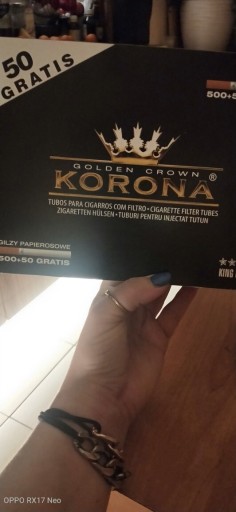 50
GRATIS
500+5
GOLDEN CROWN
KORONA®
TUBOS PARA CIGARROS COM FILTRO • CIGARETTE FILTER TUBES
ZIGARETTEN HÜLSEN • TUBURI PENTRU INJECTAT TUTUN
GILZY PAPIEROSOWE
500+50 GRATIS
KING
OPPO RX17 Neo